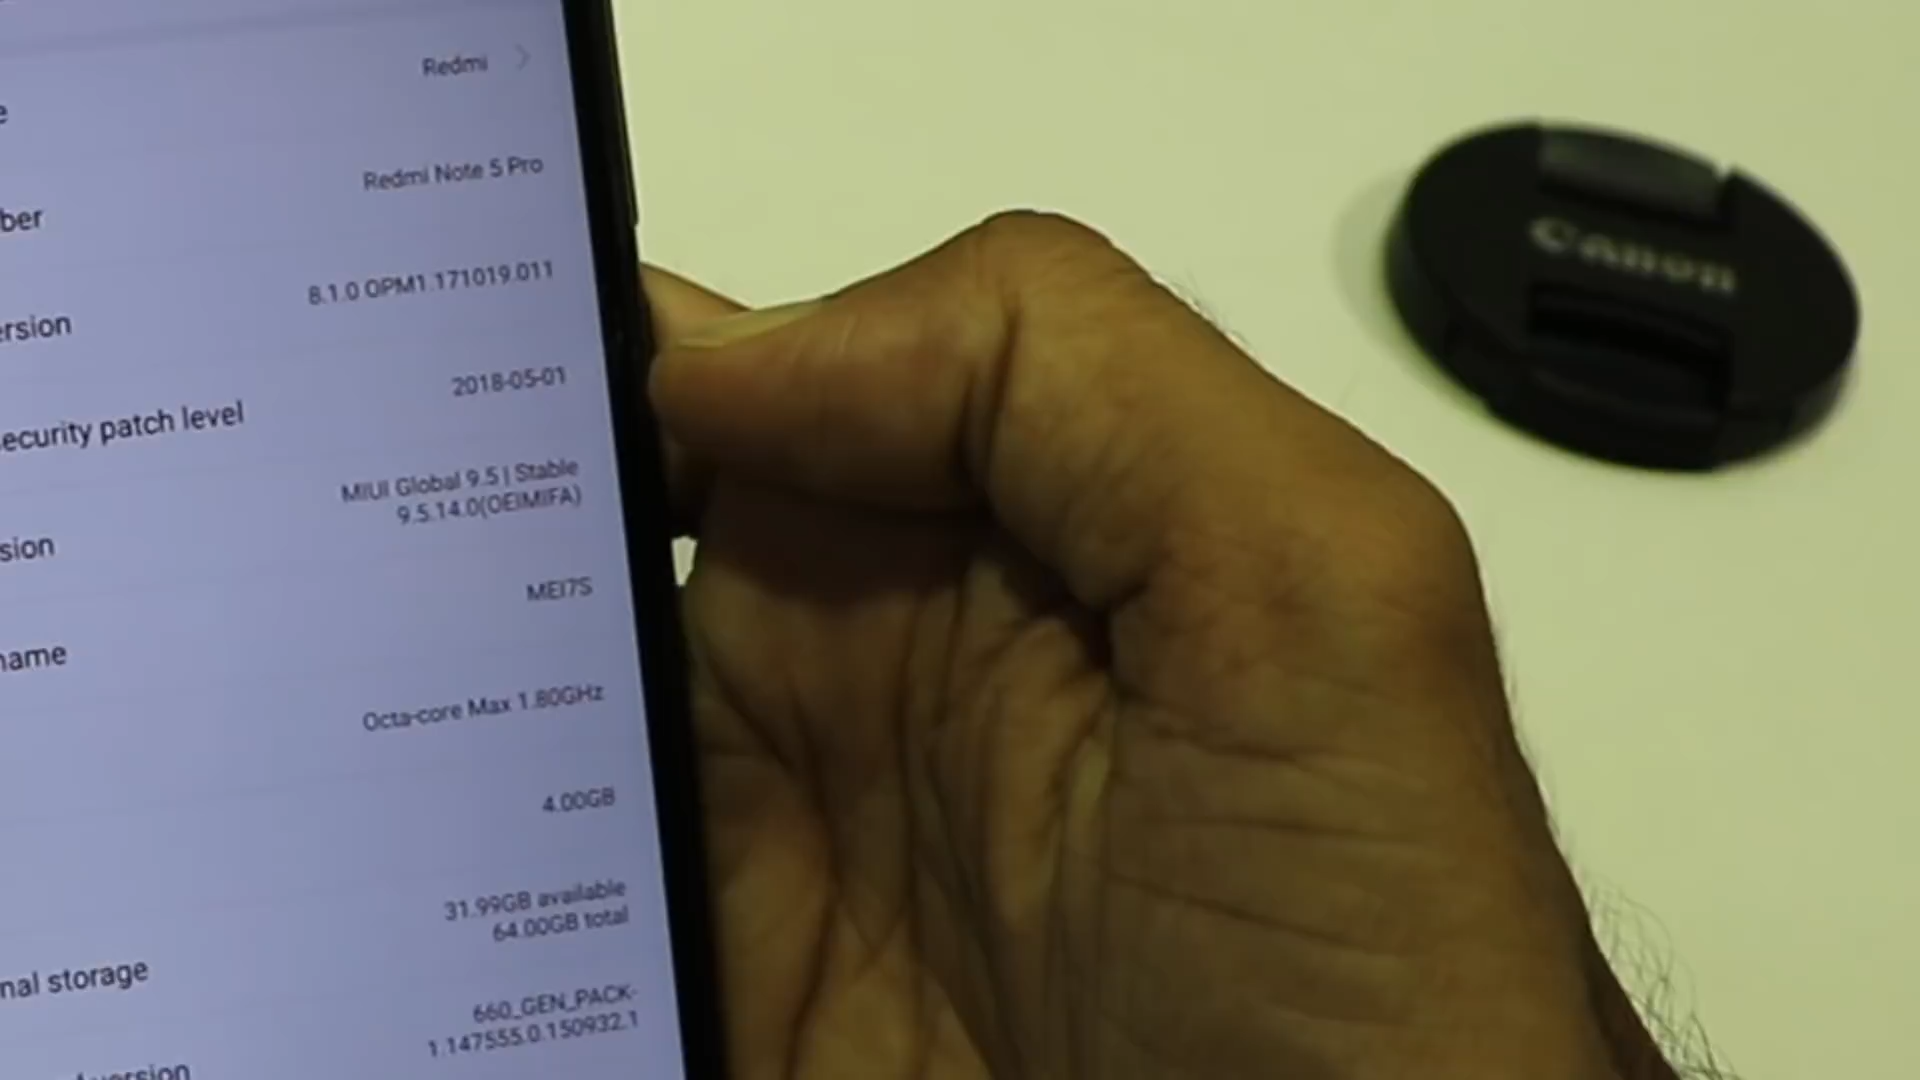 Redmi
e
Redmi Note 5 Pro
ber
8.1.0 OPM1.171019.011
ersion
2018-05-01
ecurity patch level
MIUI Global 9.5 | Stable
9.5.14.0(OEIMIFA)
sion
MEI7S
name
Octa-core Max 1.80GHz
4.00GB
31.99GB available
64.00GB total
nal storage
660_GEN_PACK-
1.147555.0.150932.1
version
Canon